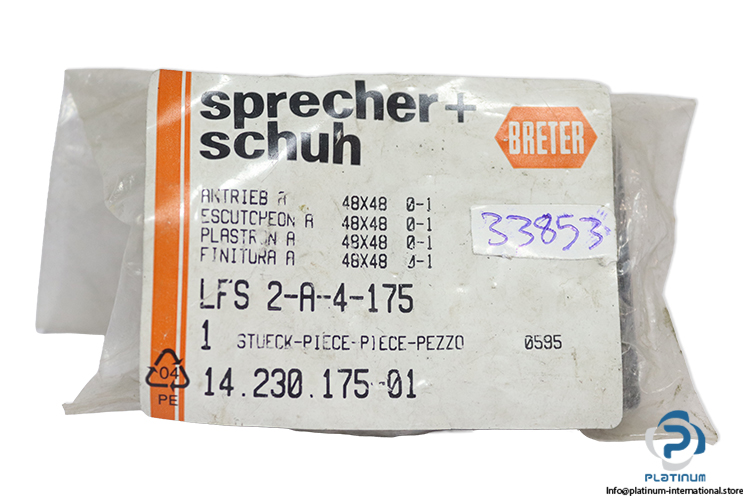 sprecher+
schuh
BRETER
ANTRIEB A 48X48 0-1
ESCUTCHEON A 48X48 0-1
PLASTRON A 48X48 0-1
FINITURA A 48X48 0-1
33853
LFS 2-A-4-175
1 STUECK-PIECE-PIECE-PEZZO 0595
14.230.175-01
04
PE
PLATINUM
Info@platinum-international.store